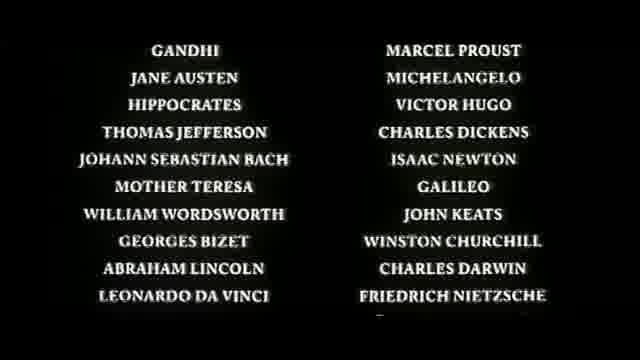 GANDHI
JANE AUSTEN
HIPPOCRATES
THOMAS JEFFERSON
JOHANN SEBASTIAN BACH
MOTHER TERESA
WILLIAM WORDSWORTH
GEORGES BIZET
ABRAHAM LINCOLN
LEONARDO DA VINCI
MARCEL PROUST
MICHELANGELO
VICTOR HUGO
CHARLES DICKENS
ISAAC NEWTON
GALILEO
JOHN KEATS
WINSTON CHURCHILL
CHARLES DARWIN
FRIEDRICH NIETZSCHE